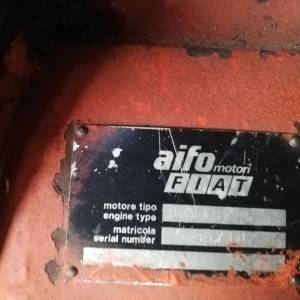 aifo motori
FIAT
motore tipo
engine type
matricola
serial number